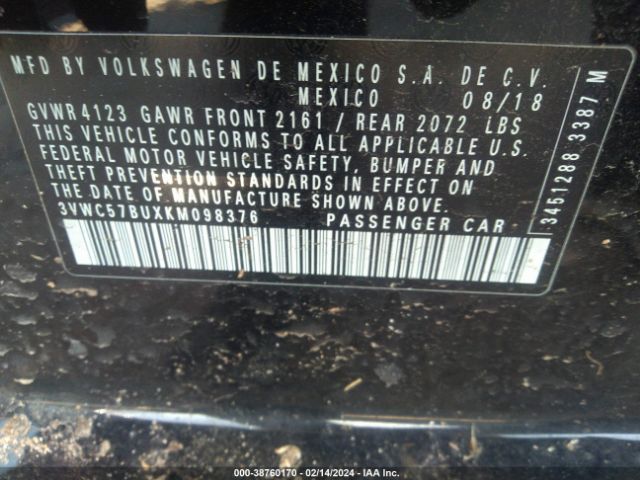 MFD BY VOLKSWAGEN DE MEXICO S.A. DE C.V.
MEXICO 08/18
GVWR 4123 GAWR FRONT 2161 / REAR 2072 LBS
THIS VEHICLE CONFORMS TO ALL APPLICABLE U.S.
FEDERAL MOTOR VEHICLE SAFETY, BUMPER AND
THEFT PREVENTION STANDARDS IN EFFECT ON
THE DATE OF MANUFACTURE SHOWN ABOVE.
3VWC57BUXKM098376 PASSENGER CAR
3451288 3387 M
000-38760170 - 02/14/2024 - IAA Inc.